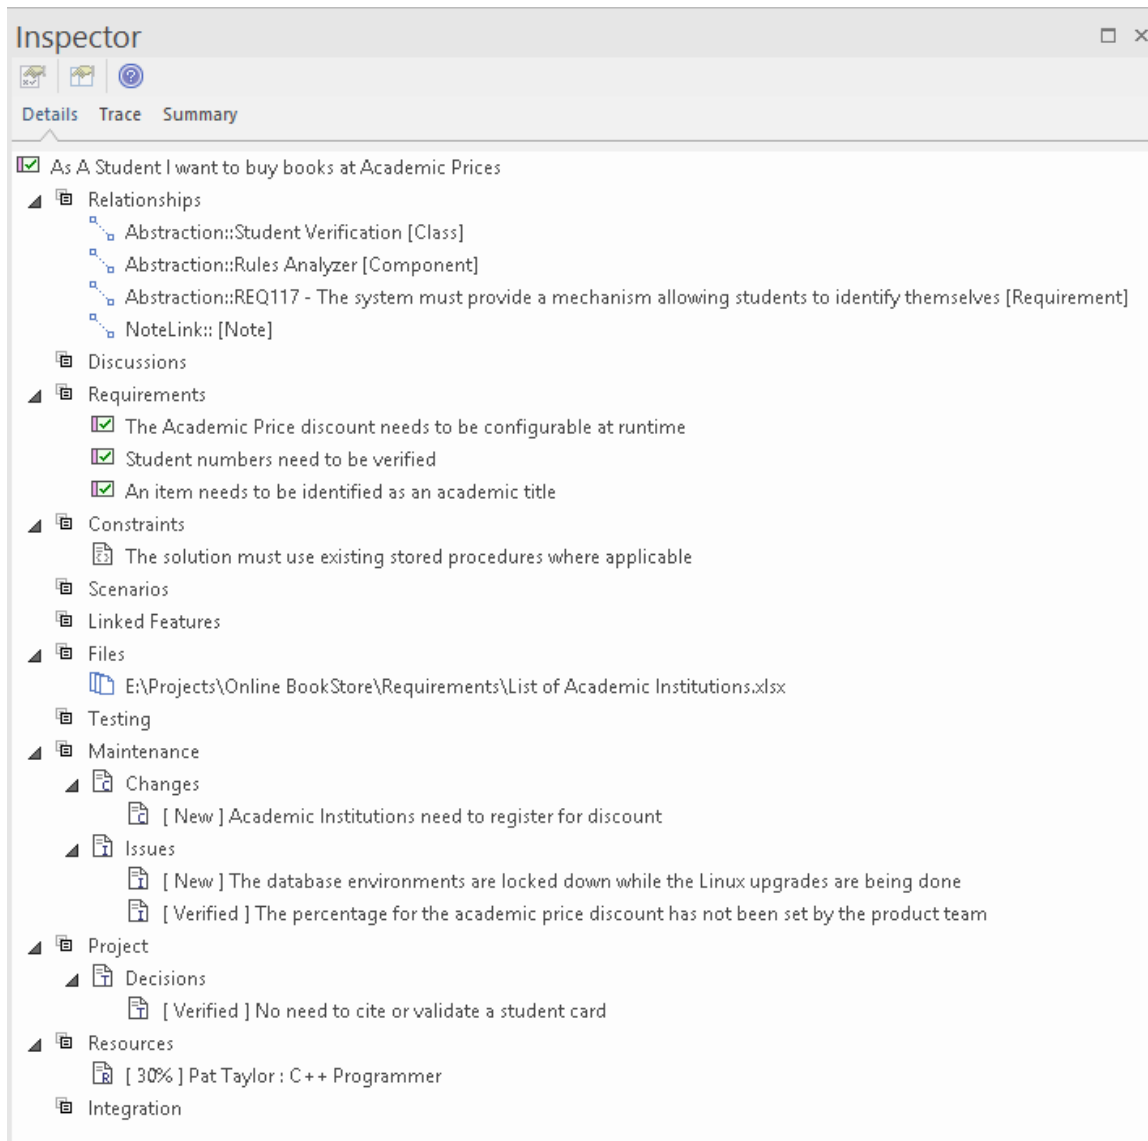 Inspector
Details Trace Summary
As A Student I want to buy books at Academic Prices
Relationships
Abstraction::Student Verification [Class]
Abstraction::Rules Analyzer [Component]
Abstraction::REQ117 - The system must provide a mechanism allowing students to identify themselves [Requirement]
NoteLink:: [Note]
Discussions
Requirements
The Academic Price discount needs to be configurable at runtime
Student numbers need to be verified
An item needs to be identified as an academic title
Constraints
The solution must use existing stored procedures where applicable
Scenarios
Linked Features
Files
E:\Projects\Online BookStore\Requirements\List of Academic Institutions.xlsx
Testing
Maintenance
Changes
[ New ] Academic Institutions need to register for discount
Issues
[ New ] The database environments are locked down while the Linux upgrades are being done
[ Verified ] The percentage for the academic price discount has not been set by the product team
Project
Decisions
[ Verified ] No need to cite or validate a student card
Resources
[ 30% ] Pat Taylor : C++ Programmer
Integration